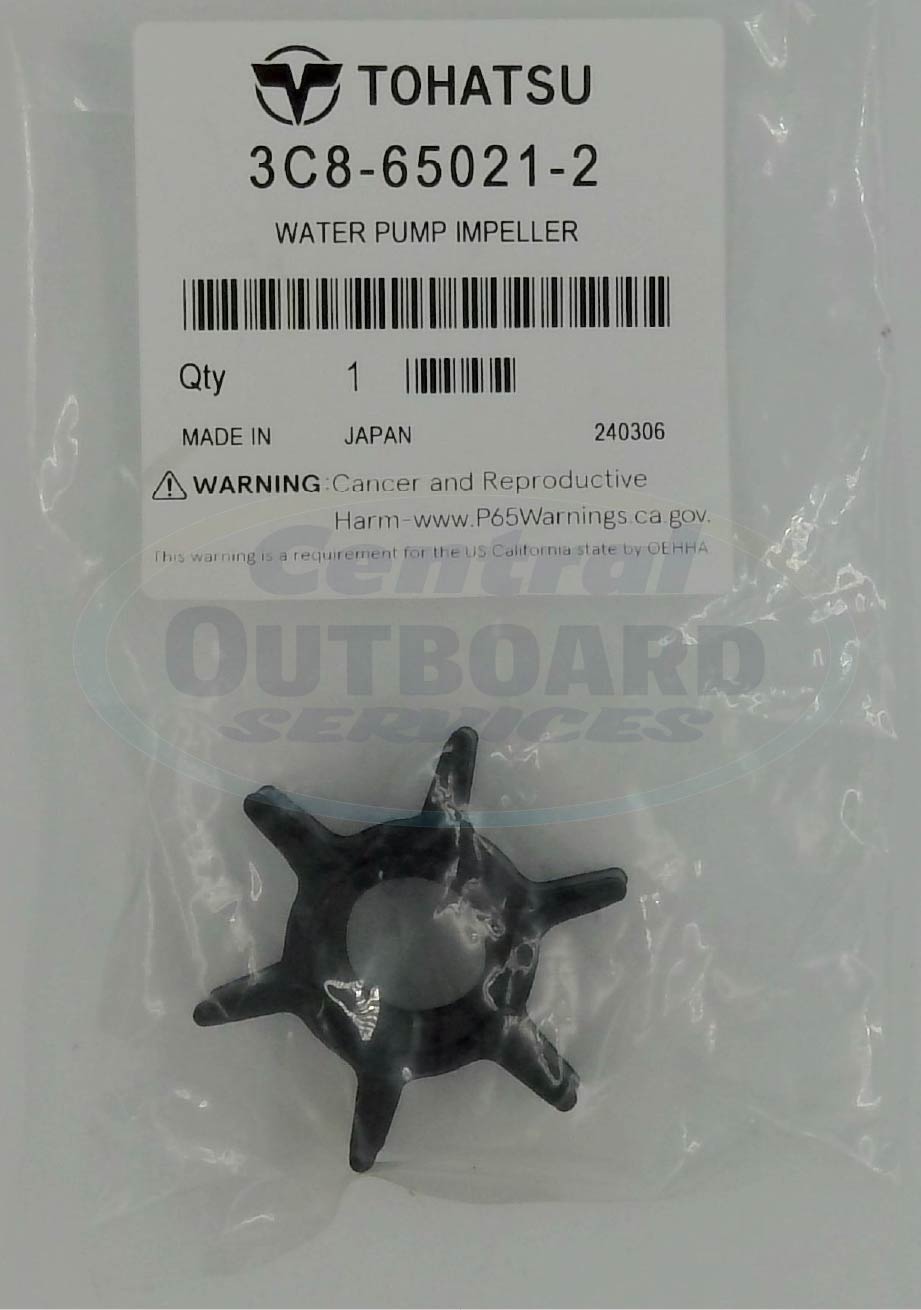 TOHATSU
3C8-65021-2
WATER PUMP IMPELLER
Qty 1
MADE IN JAPAN 240306
WARNING:Cancer and Reproductive
Harm-www.P65Warnings.ca.gov.
This warning is a requirement for the US California state by OEHHA
Central
OUTBOARD
SERVICES